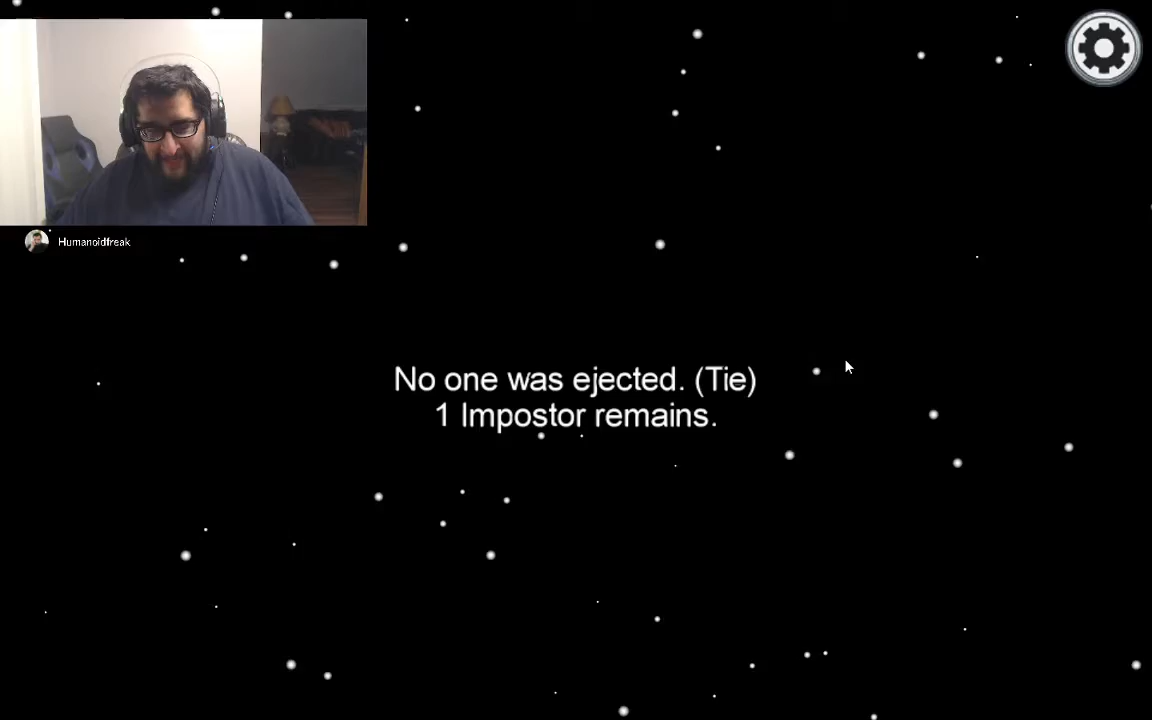 Humanoidfreak
No one was ejected. (Tie)
1 Impostor remains.